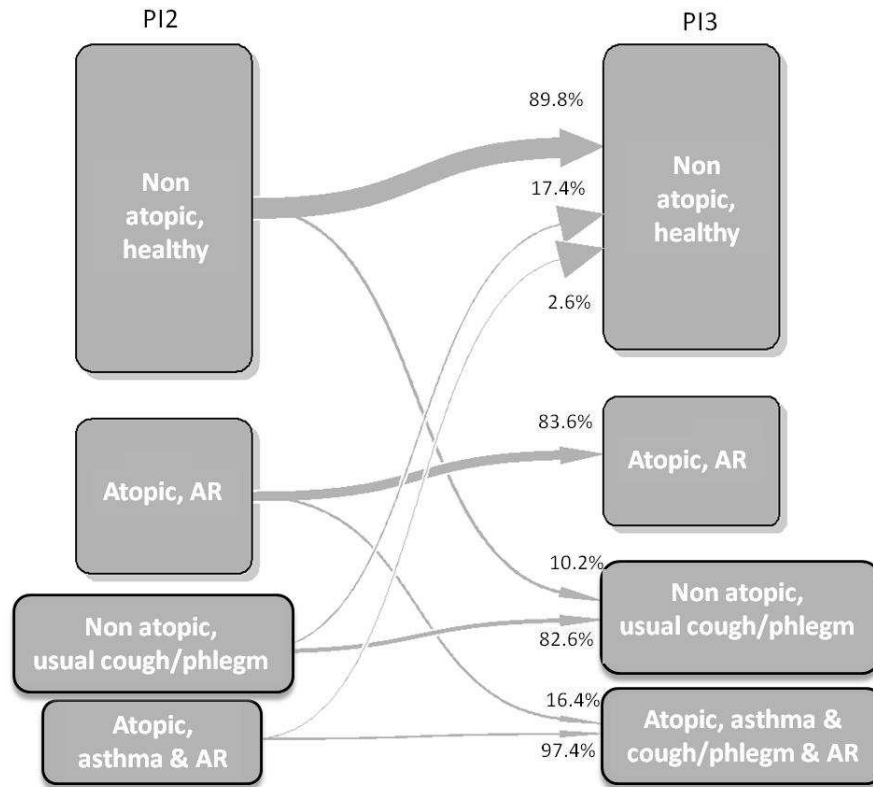 PI2
PI3
Non
atopic,
healthy
89.8%
17.4%
2.6%
Non
atopic,
healthy
Atopic, AR
83.6%
Atopic, AR
Non atopic,
usual cough/phlegm
10.2%
82.6%
Non atopic,
usual cough/phlegm
Atopic,
asthma & AR
16.4%
97.4%
Atopic, asthma &
cough/phlegm & AR